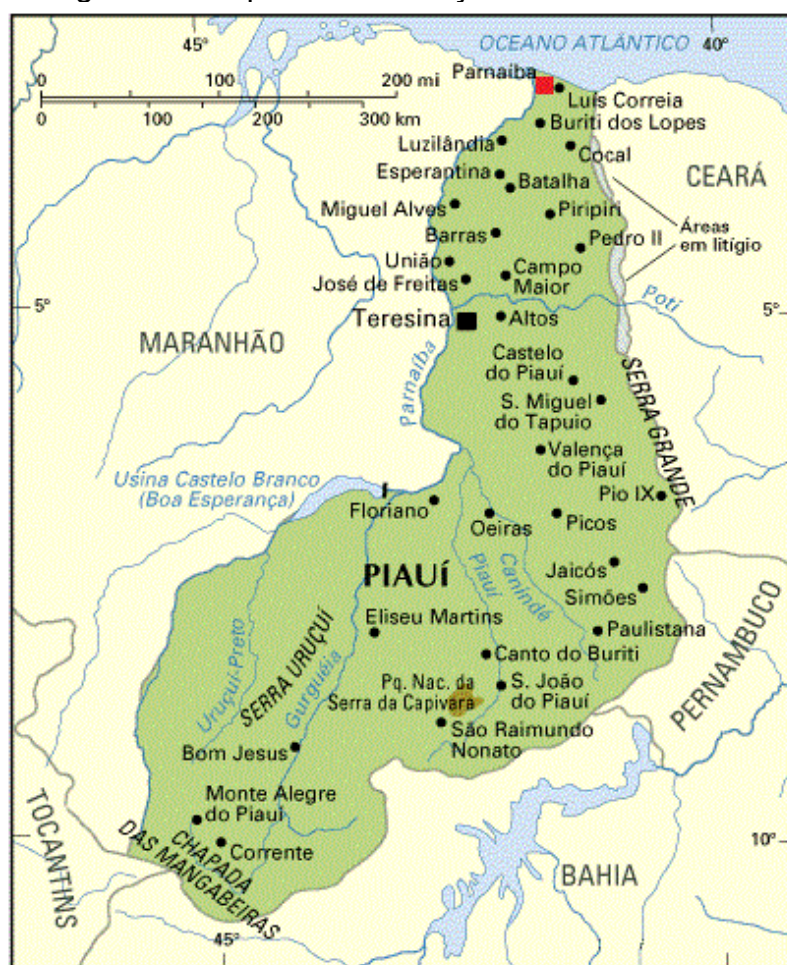 45°
40°
OCEANO ATLÂNTICO
0 100 200 mi
0 100 200 300 km
Parnaíba
Luís Correia
Buriti dos Lopes
Luzilândia
Cocal
CEARÁ
Esperantina
Batalha
Miguel Alves
Piripiri
Áreas
em litígio
Barras
Pedro II
União
Campo
Maior
José de Freitas
Poti
5°
5°
Teresina
Altos
MARANHÃO
Parnaíba
Castelo
do Piauí
SERRA GRANDE
S. Miguel
do Tapuio
Valença
do Piauí
Usina Castelo Branco
(Boa Esperança)
Pio IX
Floriano
Oeiras
Picos
PIAUÍ
Piauí
Canindé
Jaicós
Simões
Eliseu Martins
Paulistana
PERNAMBUCO
Uruçuí-Preto
SERRA URUÇUÍ
Gurguéia
Canto do Buriti
Pq. Nac. da
Serra da Capivara
S. João
do Piauí
São Raimundo
Nonato
Bom Jesus
Monte Alegre
do Piauí
TOCANTINS
CHAPADA
DAS MANGABEIRAS
Corrente
10°
BAHIA
45°